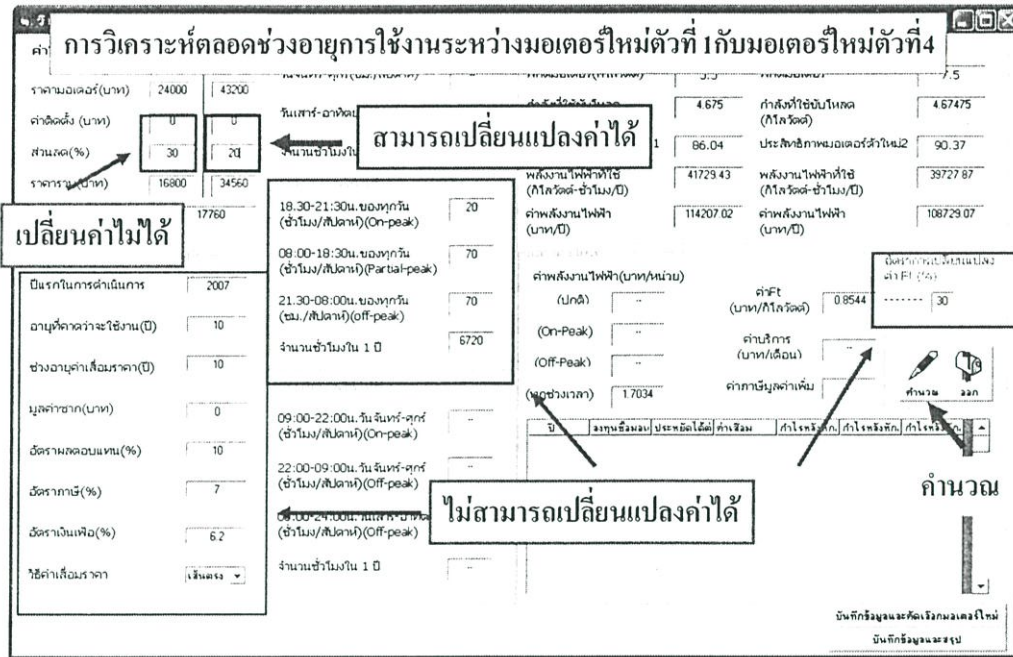 การวิเคราะห์ตลอดช่วงอายุการใช้งานระหว่างมอเตอร์ใหม่ตัวที่ 1กับมอเตอร์ใหม่ตัวที่4
ราคามอเตอร์(บาท) 24000 43200
ค่าติดตั้ง (บาท) 0 0
ส่วนลด(%) 30 20
ราคารวม(บาท) 16800 34560
17760
สามารถเปลี่ยนแปลงค่าได้
เปลี่ยนค่าไม่ได้
7.5
4.675 กำลังที่ใช้ขับโหลด (กิโลวัตต์) 4.67475
86.04 ประสิทธิภาพมอเตอร์ตัวใหม่2 90.37
พลังงานไฟฟ้าที่ใช้ (กิโลวัตต์-ชั่วโมง/ปี) 41729.43 พลังงานไฟฟ้าที่ใช้ (กิโลวัตต์-ชั่วโมง/ปี) 39727.87
ค่าพลังงานไฟฟ้า (บาท/ปี) 114207.02 ค่าพลังงานไฟฟ้า (บาท/ปี) 108729.07
ปีแรกในการดำเนินการ 2007
อายุที่คาดว่าจะใช้งาน(ปี) 10
ช่วงอายุค่าเสื่อมราคา(ปี) 10
มูลค่าซาก(บาท) 0
อัตราผลตอบแทน(%) 10
อัตราภาษี(%) 7
อัตราเงินเฟ้อ(%) 6.2
วิธีค่าเสื่อมราคา เส้นตรง
18.30-21:30น.ของทุกวัน
(ชั่วโมง/สัปดาห์)(On-peak) 20
08:00-18:30น.ของทุกวัน
(ชั่วโมง/สัปดาห์)(Partial-peak) 70
21.30-08:00น.ของทุกวัน
(ชม./สัปดาห์)(off-peak) 70
จำนวนชั่วโมงใน 1 ปี 6720
09:00-22:00น.วันจันทร์-ศุกร์
(ชั่วโมง/สัปดาห์)(On-peak) --
22:00-09:00น.วันจันทร์-ศุกร์
(ชั่วโมง/สัปดาห์)(Off-peak) --
(ชั่วโมง/สัปดาห์)(Off-peak)
จำนวนชั่วโมงใน 1 ปี --
ค่าพลังงานไฟฟ้า(บาท/หน่วย)
(ปกติ) --
(On-Peak) --
(Off-Peak) --
(ทุกช่วงเวลา) 1.7034
ค่าFt
(บาท/กิโลวัตต์) 0.8544
ค่าบริการ
(บาท/เดือน) --
ค่าภาษีมูลค่าเพิ่ม
อัตราการเปลี่ยนแปลง
ค่า Ft (%)
------ 30
คำนวณ ออก
ปี
คำนวณ
ไม่สามารถเปลี่ยนแปลงค่าได้
บันทึกข้อมูลและคัดเลือกมอเตอร์ใหม่
บันทึกข้อมูลและสรุป